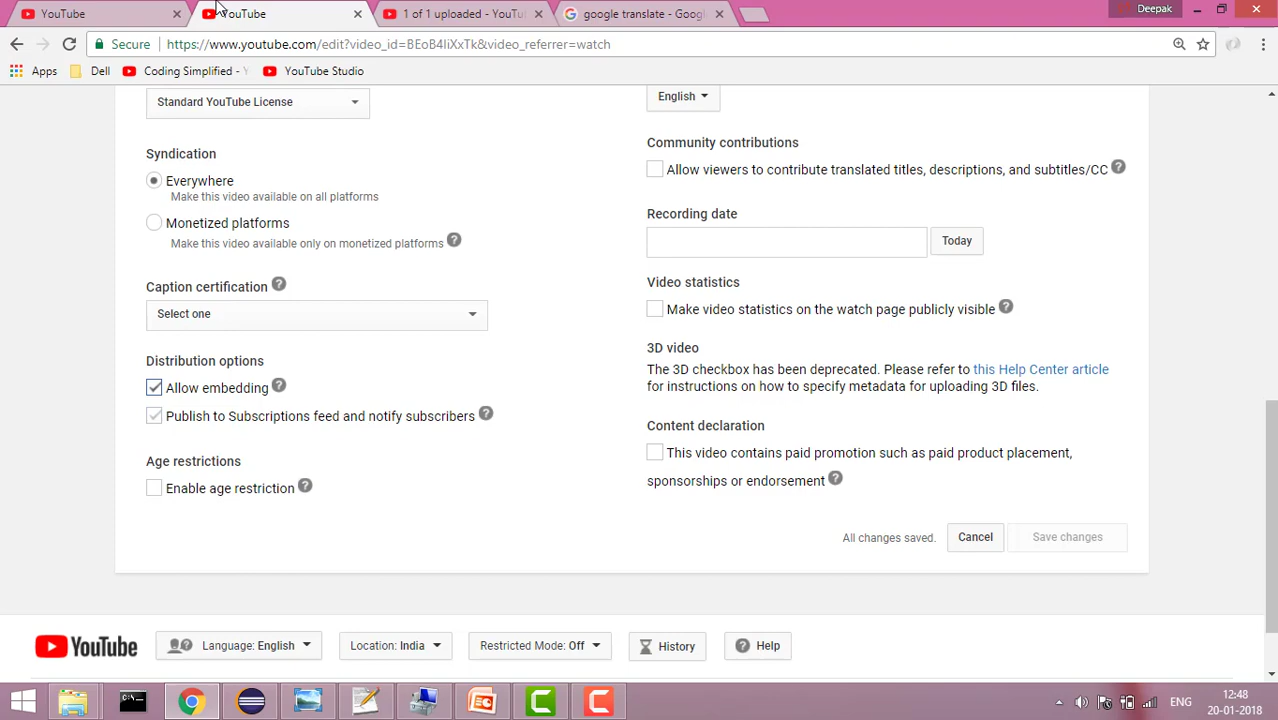 YouTube
YouTube
1 of 1 uploaded - YouTu
google translate - Googl
Deepak
Secure
https://www.youtube.com/edit?video_id=BEoB4IiXxTk&video_referrer=watch
Apps
Dell
Coding Simplified - Y
YouTube Studio
Standard YouTube License
English
Syndication
Everywhere
Make this video available on all platforms
Monetized platforms
Make this video available only on monetized platforms
Caption certification
Select one
Distribution options
Allow embedding
Publish to Subscriptions feed and notify subscribers
Age restrictions
Enable age restriction
Community contributions
Allow viewers to contribute translated titles, descriptions, and subtitles/CC
Recording date
Today
Video statistics
Make video statistics on the watch page publicly visible
3D video
The 3D checkbox has been deprecated. Please refer to this Help Center article
for instructions on how to specify metadata for uploading 3D files.
Content declaration
This video contains paid promotion such as paid product placement,
sponsorships or endorsement
All changes saved.
Cancel
Save changes
YouTube
Language: English
Location: India
Restricted Mode: Off
History
Help
ENG
12:48
20-01-2018